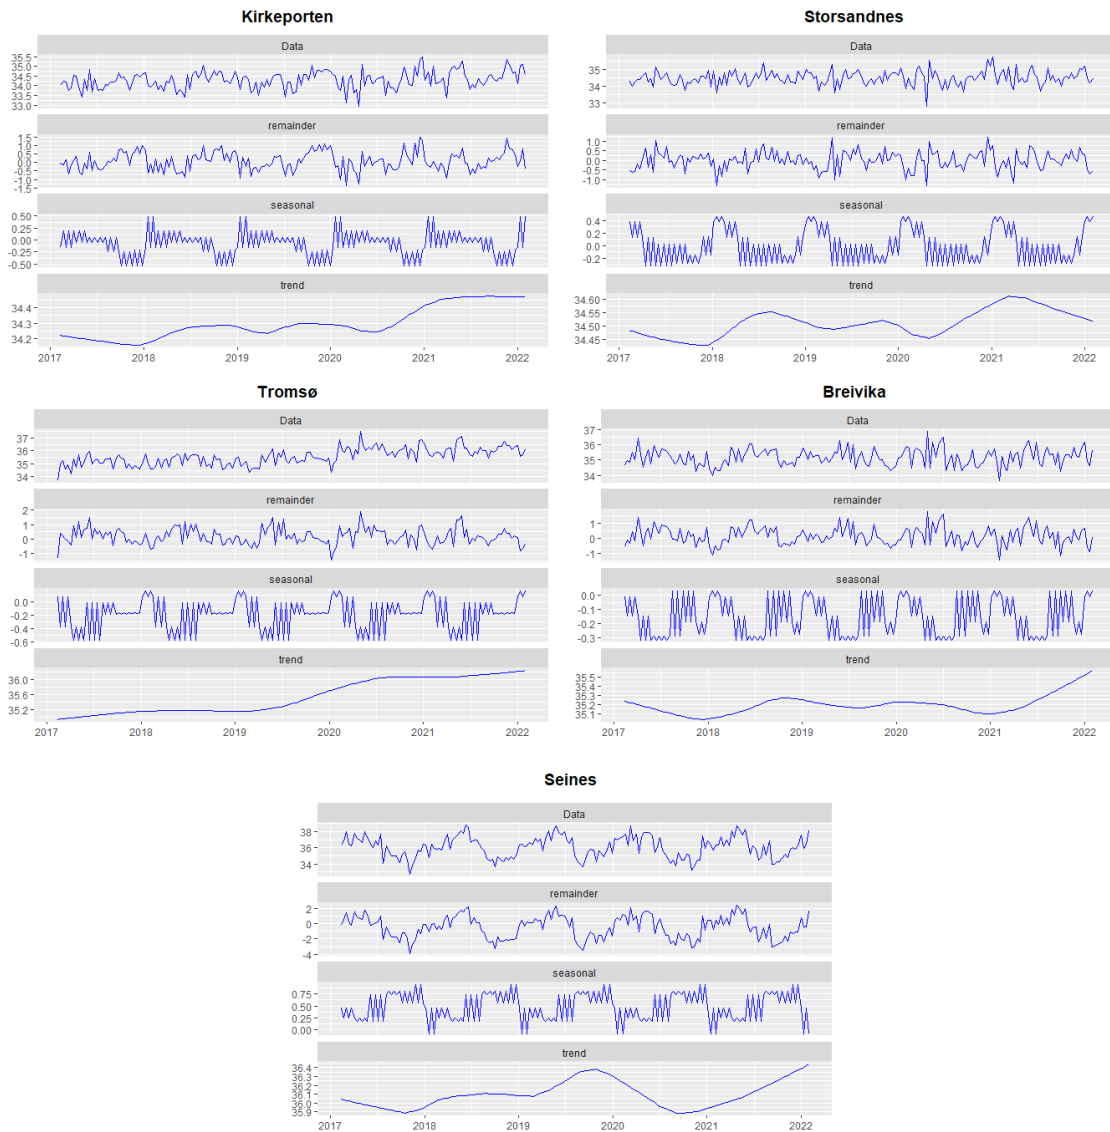 Kirkeporten
Data
35.5
35.0
34.5
34.0
33.5
33.0
remainder
1.5
1.0
0.5
0.0
-0.5
-1.0
-1.5
seasonal
0.50
0.25
0.00
-0.25
-0.50
trend
34.4
34.3
34.2
2017 2018 2019 2020 2021 2022
Storsandnes
Data
35
34
33
remainder
1.0
0.5
0.0
-0.5
-1.0
seasonal
0.4
0.2
0.0
-0.2
trend
34.60
34.55
34.50
34.45
2017 2018 2019 2020 2021 2022
Tromsø
Data
37
36
35
34
remainder
2
1
0
-1
seasonal
0.0
-0.2
-0.4
-0.6
trend
36.0
35.6
35.2
2017 2018 2019 2020 2021 2022
Breivika
Data
37
36
35
34
remainder
1
0
-1
seasonal
0.0
-0.1
-0.2
-0.3
trend
35.5
35.4
35.3
35.2
35.1
2017 2018 2019 2020 2021 2022
Seines
Data
38
36
34
remainder
2
0
-2
-4
seasonal
0.75
0.50
0.25
0.00
trend
36.4
36.3
36.2
36.1
36.0
35.9
2017 2018 2019 2020 2021 2022